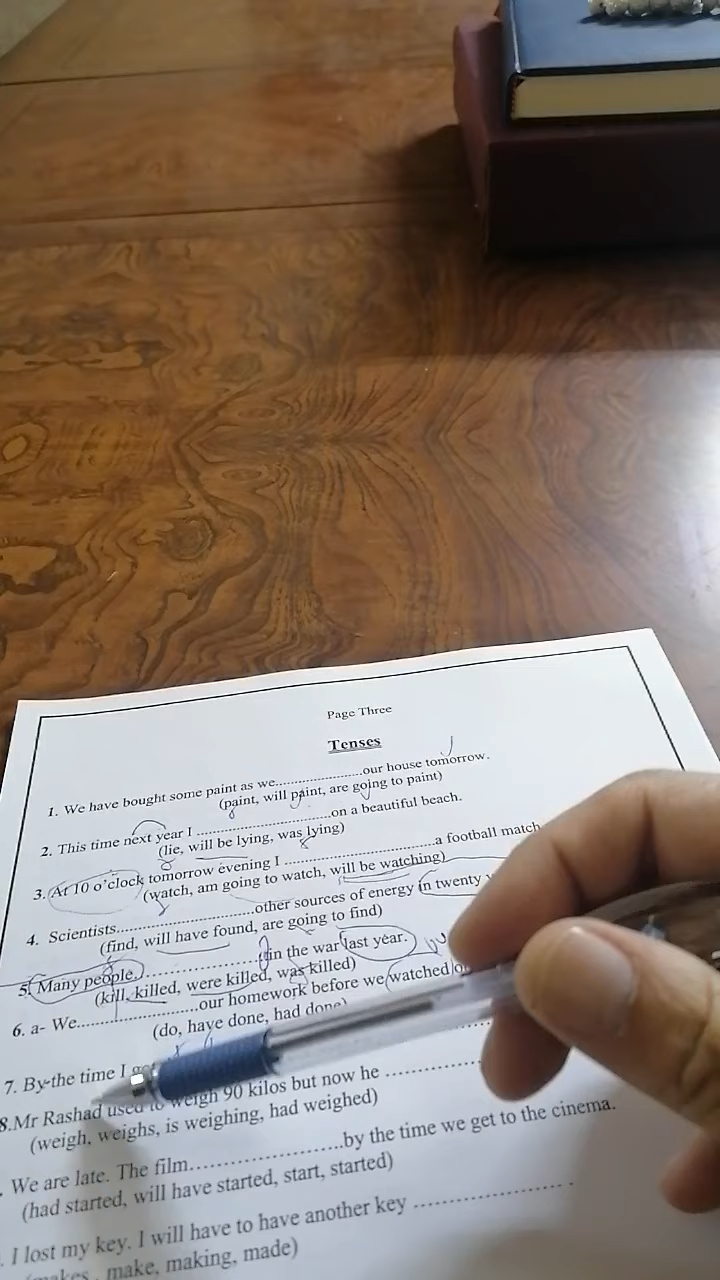 Page Three
Tenses
1. We have bought some paint as we......................our house tomorrow.
(paint, will paint, are going to paint)
2. This time next year I ..................................on a beautiful beach.
(lie, will be lying, was lying)
3. At 10 o'clock tomorrow evening I ......................................a football match
(watch, am going to watch, will be watching)
4. Scientists...................................other sources of energy in twenty
(find, will have found, are going to find)
5. Many people.............................in the war last year.
(kill, killed, were killed, was killed)
6. a- We..............................our homework before we watched
(do, have done, had done)
7. By the time I
8.Mr Rashad used to weigh 90 kilos but now he .......................
(weigh, weighs, is weighing, had weighed)
. We are late. The film.................................by the time we get to the cinema.
(had started, will have started, start, started)
. I lost my key. I will have to have another key ..................................
(makes , make, making, made)